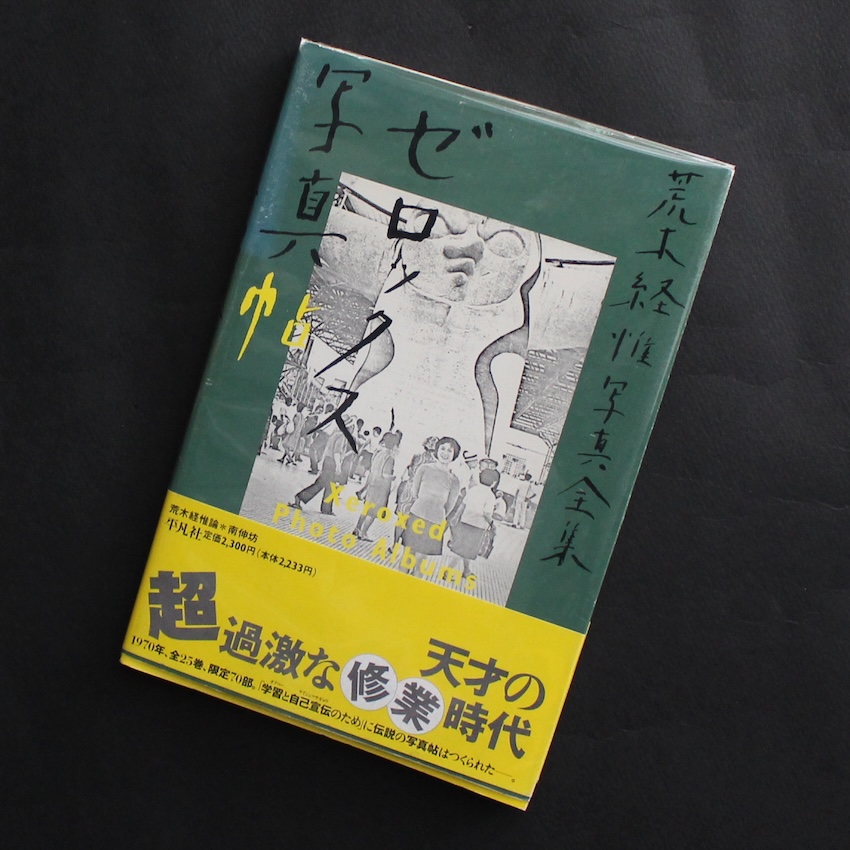 荒木経惟写真全集
ゼロックス
写真帖
Xeroxed
Photo Albums
荒木経惟論＊南伸坊
平凡社 定価2,300円(本体2,233円)
天才の
超過激な修業時代
1970年、全25巻、限定70部。「学習と自己宣伝のため」に伝説の写真帖はつくられた——。